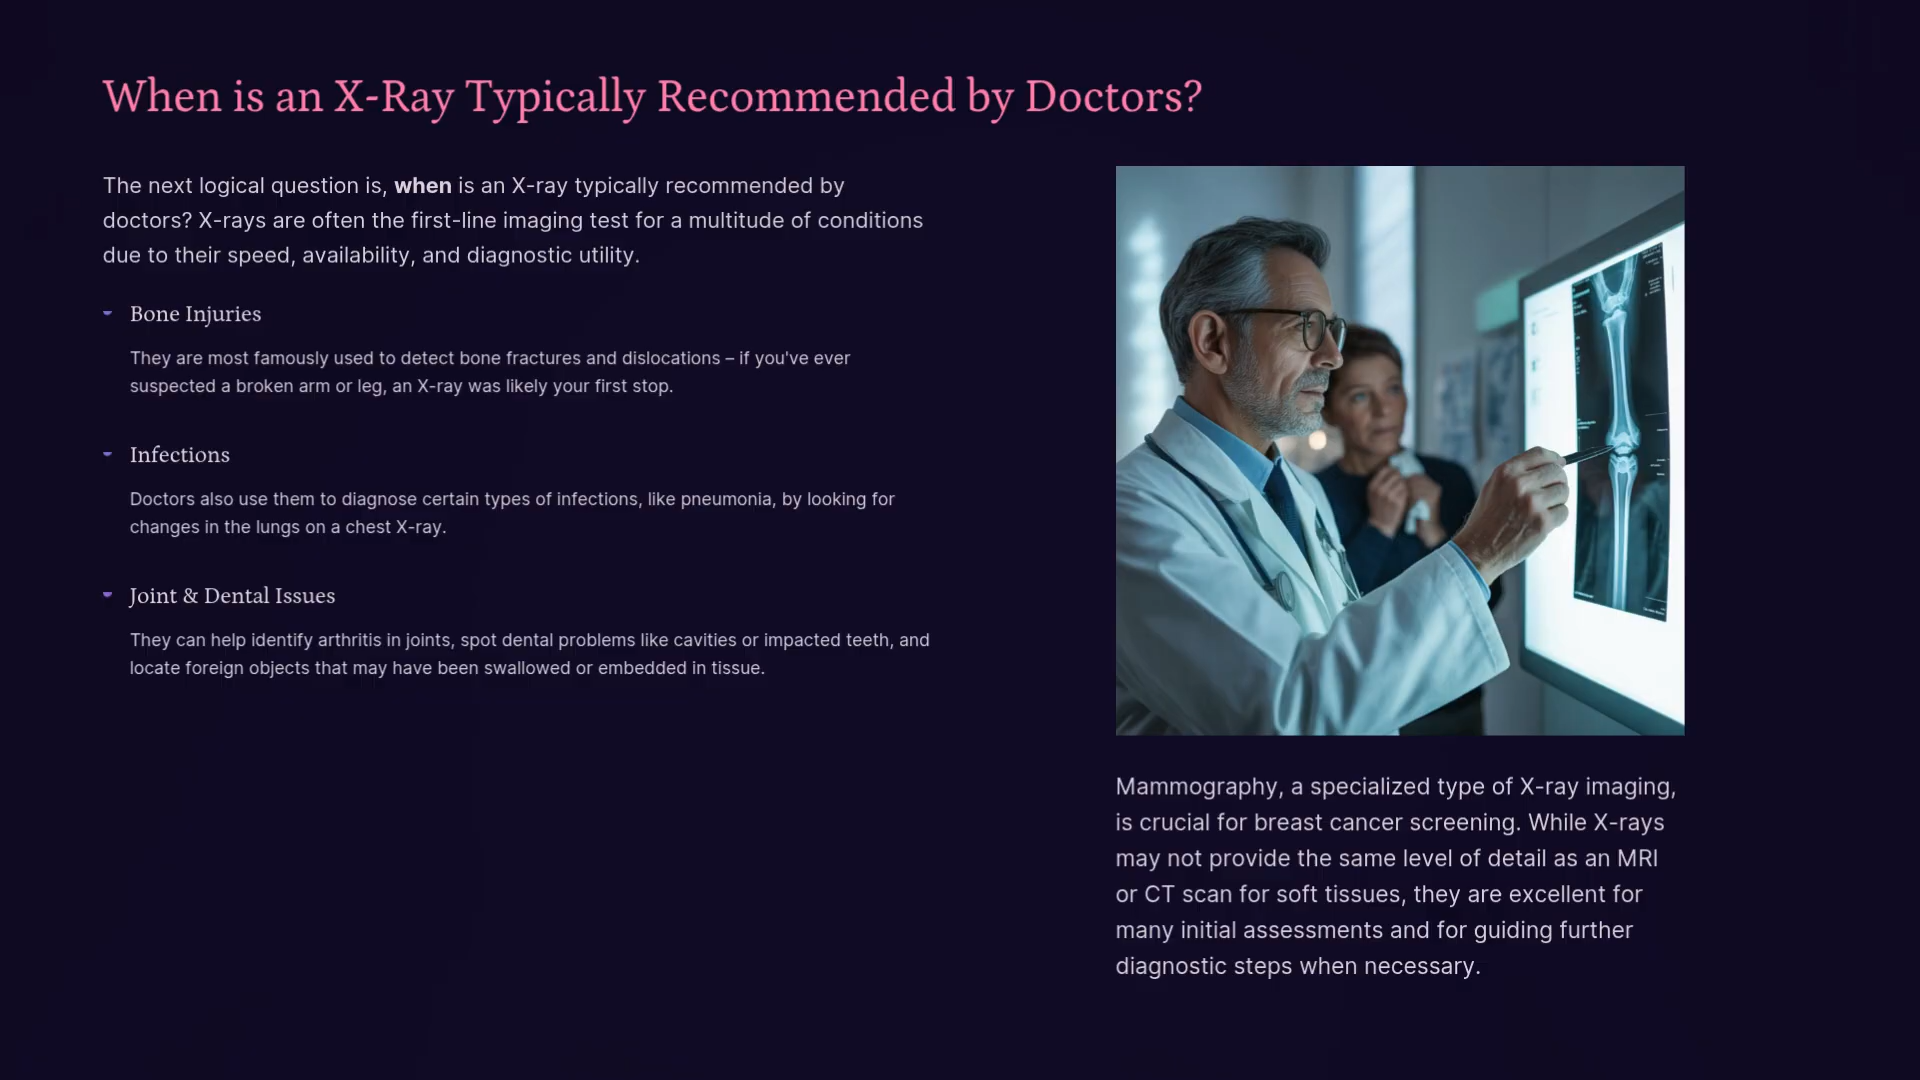 When is an X-Ray Typically Recommended by Doctors?
The next logical question is, when is an X-ray typically recommended by
doctors? X-rays are often the first-line imaging test for a multitude of conditions
due to their speed, availability, and diagnostic utility.
Bone Injuries
They are most famously used to detect bone fractures and dislocations – if you've ever
suspected a broken arm or leg, an X-ray was likely your first stop.
Infections
Doctors also use them to diagnose certain types of infections, like pneumonia, by looking for
changes in the lungs on a chest X-ray.
Joint & Dental Issues
They can help identify arthritis in joints, spot dental problems like cavities or impacted teeth, and
locate foreign objects that may have been swallowed or embedded in tissue.
Mammography, a specialized type of X-ray imaging,
is crucial for breast cancer screening. While X-rays
may not provide the same level of detail as an MRI
or CT scan for soft tissues, they are excellent for
many initial assessments and for guiding further
diagnostic steps when necessary.